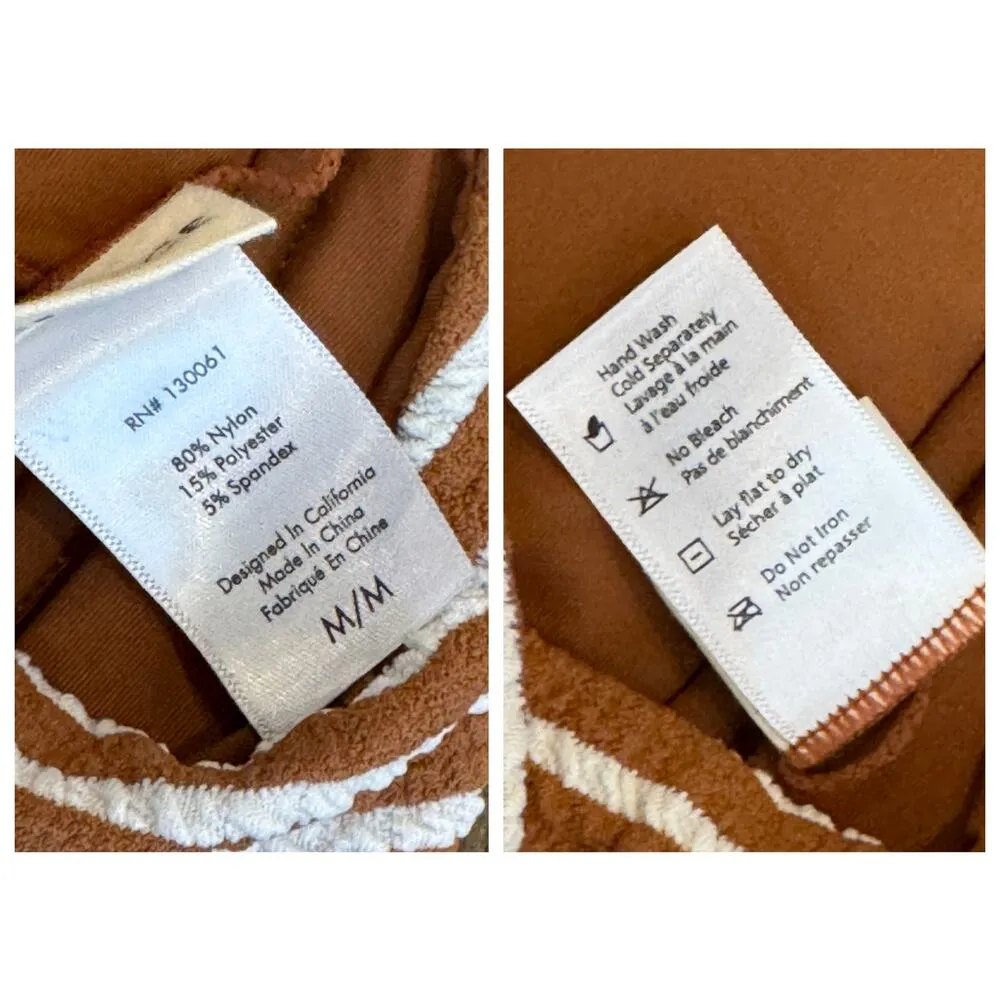 RN# 130061
80% Nylon
15% Polyester
5% Spandex
Designed In California
Made In China
Fabriqué En Chine
M/M
Hand Wash
Cold Separately
Lavage à la main
à l'eau froide
No Bleach
Pas de blanchiment
Lay flat to dry
Sécher à plat
Do Not Iron
Non repasser